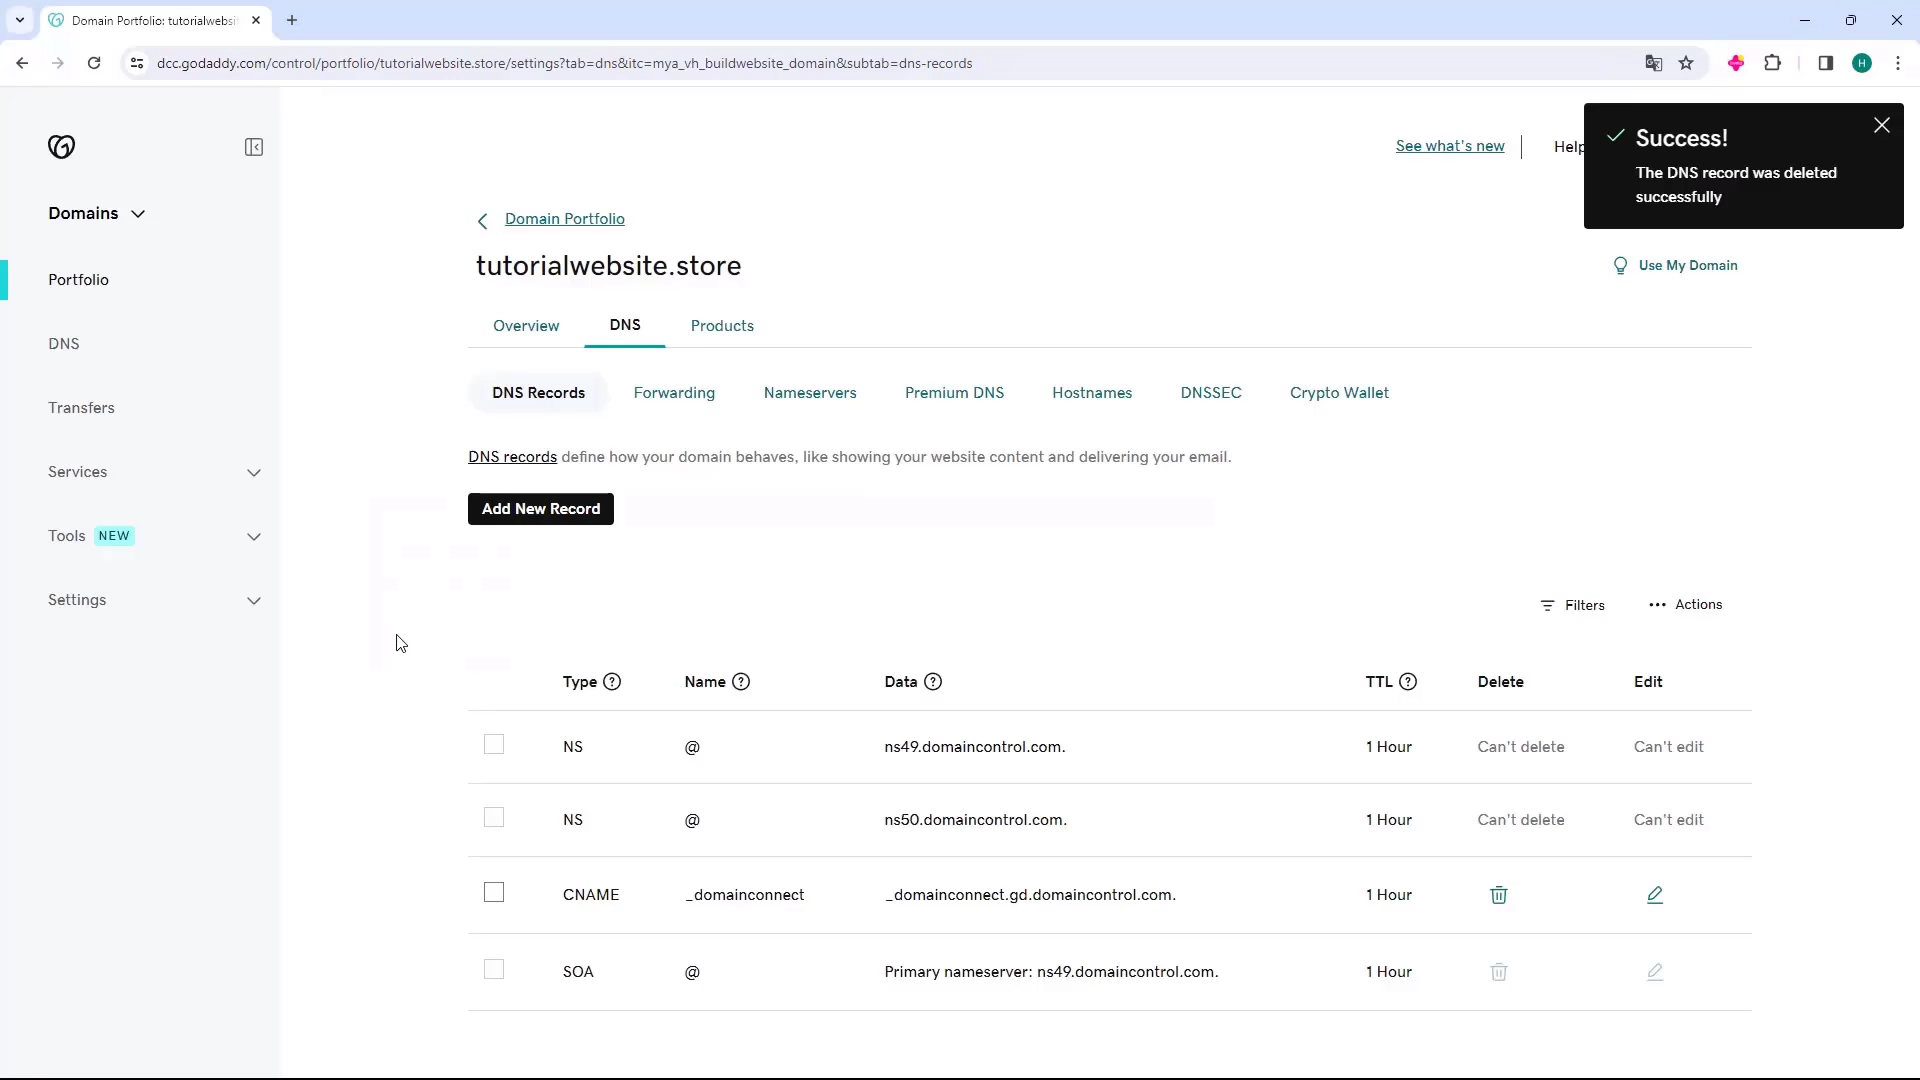 Domain Portfolio: tutorialwebsi
dcc.godaddy.com/control/portfolio/tutorialwebsite.store/settings?tab=dns&itc=mya_vh_buildwebsite_domain&subtab=dns-records
H
See what's new
Help
Success!
The DNS record was deleted
successfully
Domains
Portfolio
DNS
Transfers
Services
Tools NEW
Settings
Domain Portfolio
tutorialwebsite.store
Use My Domain
Overview DNS Products
DNS Records Forwarding Nameservers Premium DNS Hostnames DNSSEC Crypto Wallet
DNS records define how your domain behaves, like showing your website content and delivering your email.
Add New Record
Filters Actions
Type ? Name ? Data ? TTL ? Delete Edit
NS @ ns49.domaincontrol.com. 1 Hour Can't delete Can't edit
NS @ ns50.domaincontrol.com. 1 Hour Can't delete Can't edit
CNAME _domainconnect _domainconnect.gd.domaincontrol.com. 1 Hour
SOA @ Primary nameserver: ns49.domaincontrol.com. 1 Hour